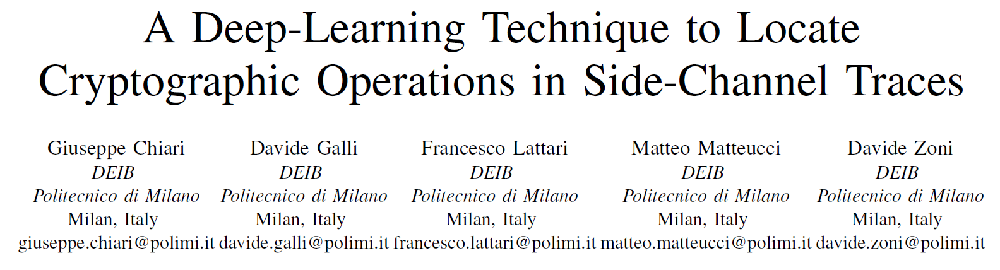 A Deep-Learning Technique to Locate
Cryptographic Operations in Side-Channel Traces
Giuseppe Chiari
DEIB
Politecnico di Milano
Milan, Italy
giuseppe.chiari@polimi.it
Davide Galli
DEIB
Politecnico di Milano
Milan, Italy
davide.galli@polimi.it
Francesco Lattari
DEIB
Politecnico di Milano
Milan, Italy
francesco.lattari@polimi.it
Matteo Matteucci
DEIB
Politecnico di Milano
Milan, Italy
matteo.matteucci@polimi.it
Davide Zoni
DEIB
Politecnico di Milano
Milan, Italy
davide.zoni@polimi.it